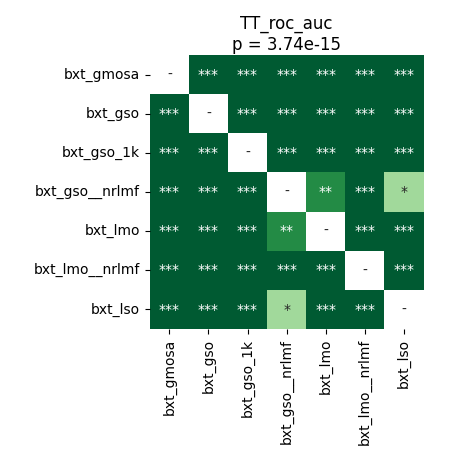 TT_roc_auc
p = 3.74e-15
bxt_gmosa - *** *** *** *** *** ***
bxt_gso *** - *** *** *** *** ***
bxt_gso_1k *** *** - *** *** *** ***
bxt_gso__nrlmf *** *** *** - ** *** *
bxt_lmo *** *** *** ** - *** ***
bxt_lmo__nrlmf *** *** *** *** *** - ***
bxt_lso *** *** *** * *** *** -
bxt_gmosa
bxt_gso
bxt_gso_1k
bxt_gso__nrlmf
bxt_lmo
bxt_lmo__nrlmf
bxt_lso